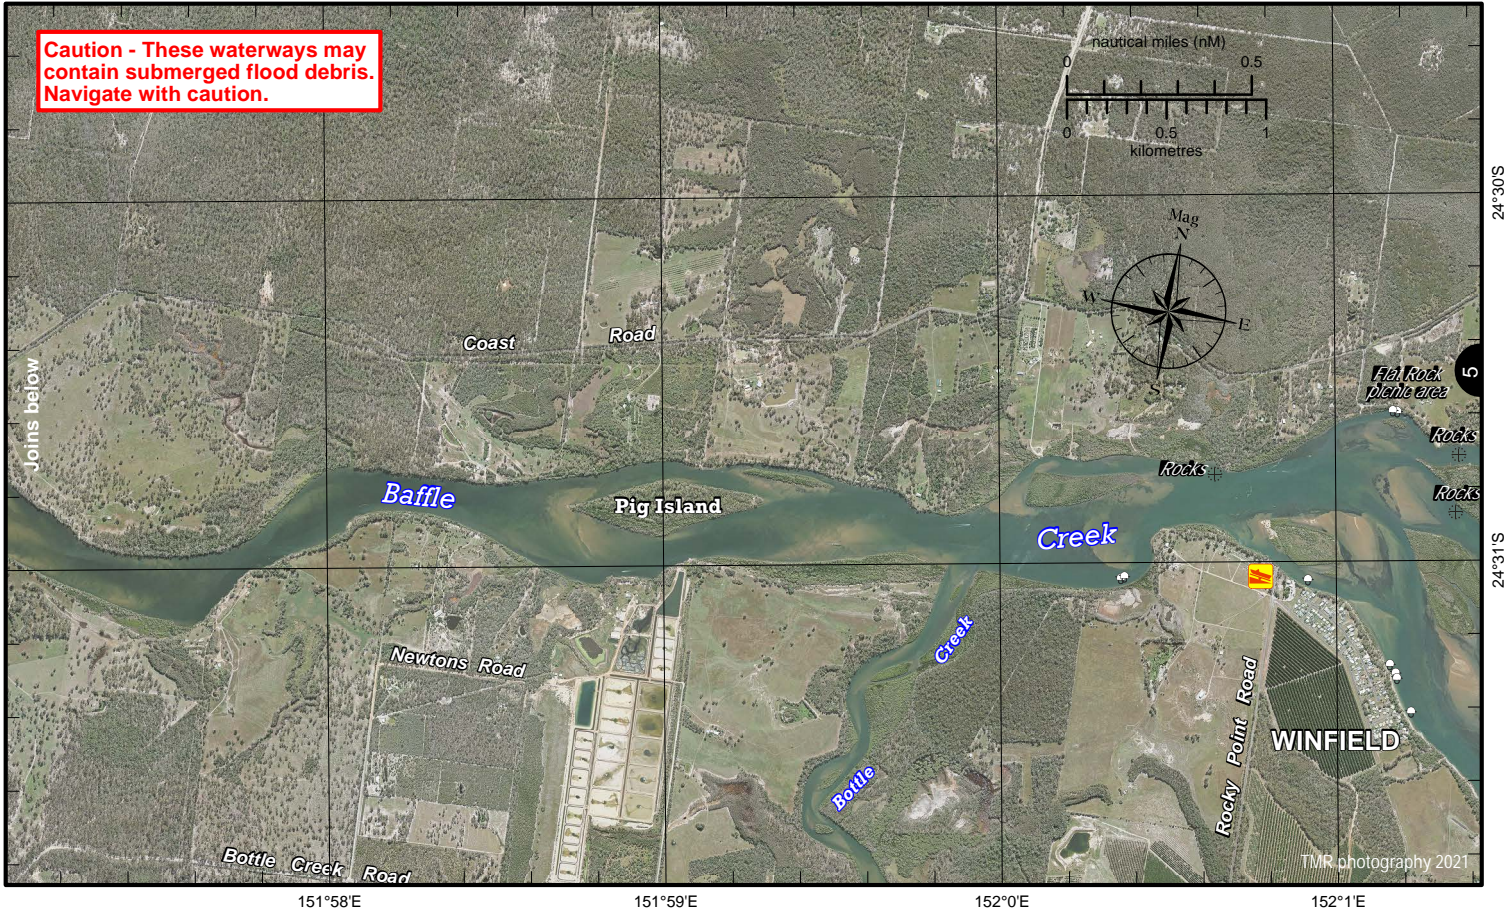 Caution - These waterways may
contain submerged flood debris.
Navigate with caution.
nautical miles (nM)
0 0.5
0 0.5 1
kilometres
24°30'S
Mag
N
W
E
S
Coast Road
Joins below
Flat Rock
picnic area
5
Rocks
Rocks
Rocks
Baffle
Pig Island
Creek
24°31'S
Creek
Bottle
Newtons Road
Rocky Point Road
WINFIELD
Bottle Creek Road
TMR photography 2021
151°58'E 151°59'E 152°0'E 152°1'E